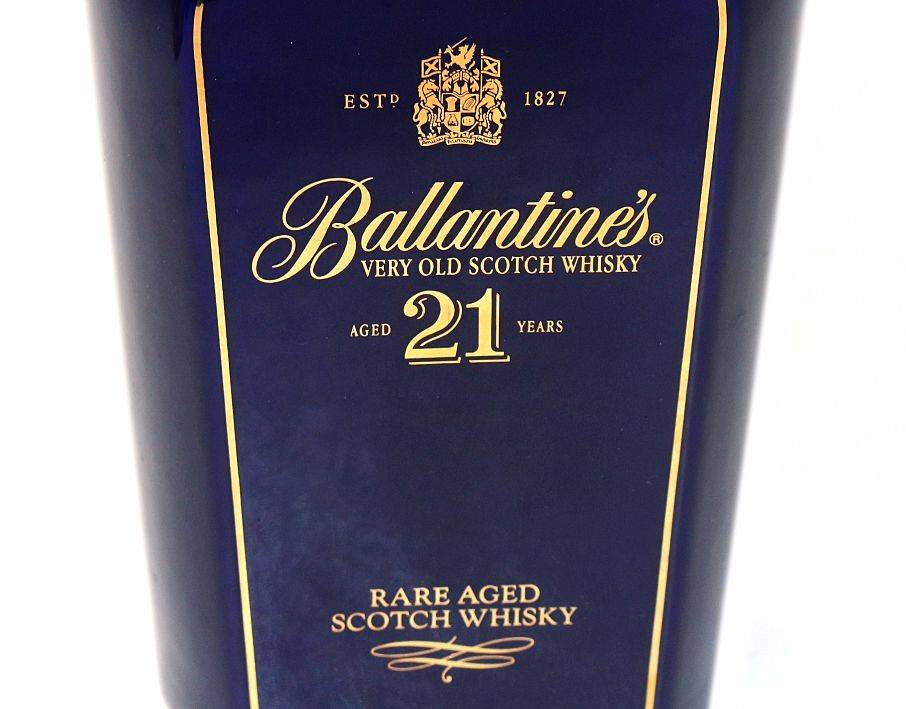 ESTD 1827
Ballantine's®
VERY OLD SCOTCH WHISKY
AGED 21 YEARS
RARE AGED
SCOTCH WHISKY